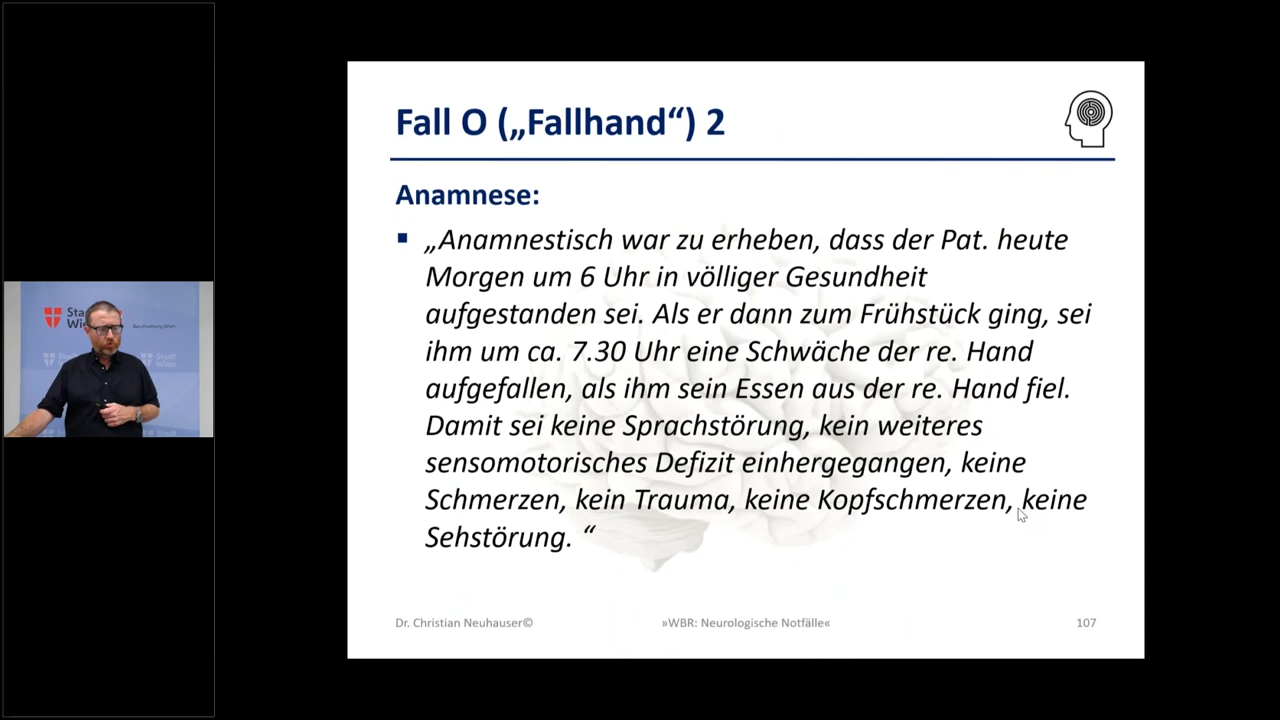 Fall O („Fallhand“) 2
Anamnese:
„Anamnestisch war zu erheben, dass der Pat. heute
Morgen um 6 Uhr in völliger Gesundheit
aufgestanden sei. Als er dann zum Frühstück ging, sei
ihm um ca. 7.30 Uhr eine Schwäche der re. Hand
aufgefallen, als ihm sein Essen aus der re. Hand fiel.
Damit sei keine Sprachstörung, kein weiteres
sensomotorisches Defizit einhergegangen, keine
Schmerzen, kein Trauma, keine Kopfschmerzen, keine
Sehstörung. “
Dr. Christian Neuhauser©
»WBR: Neurologische Notfälle«
107
Stadt
Wien